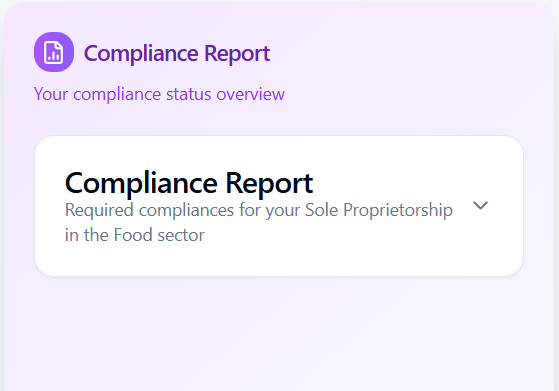 Compliance Report
Your compliance status overview
Compliance Report
Required compliances for your Sole Proprietorship
in the Food sector